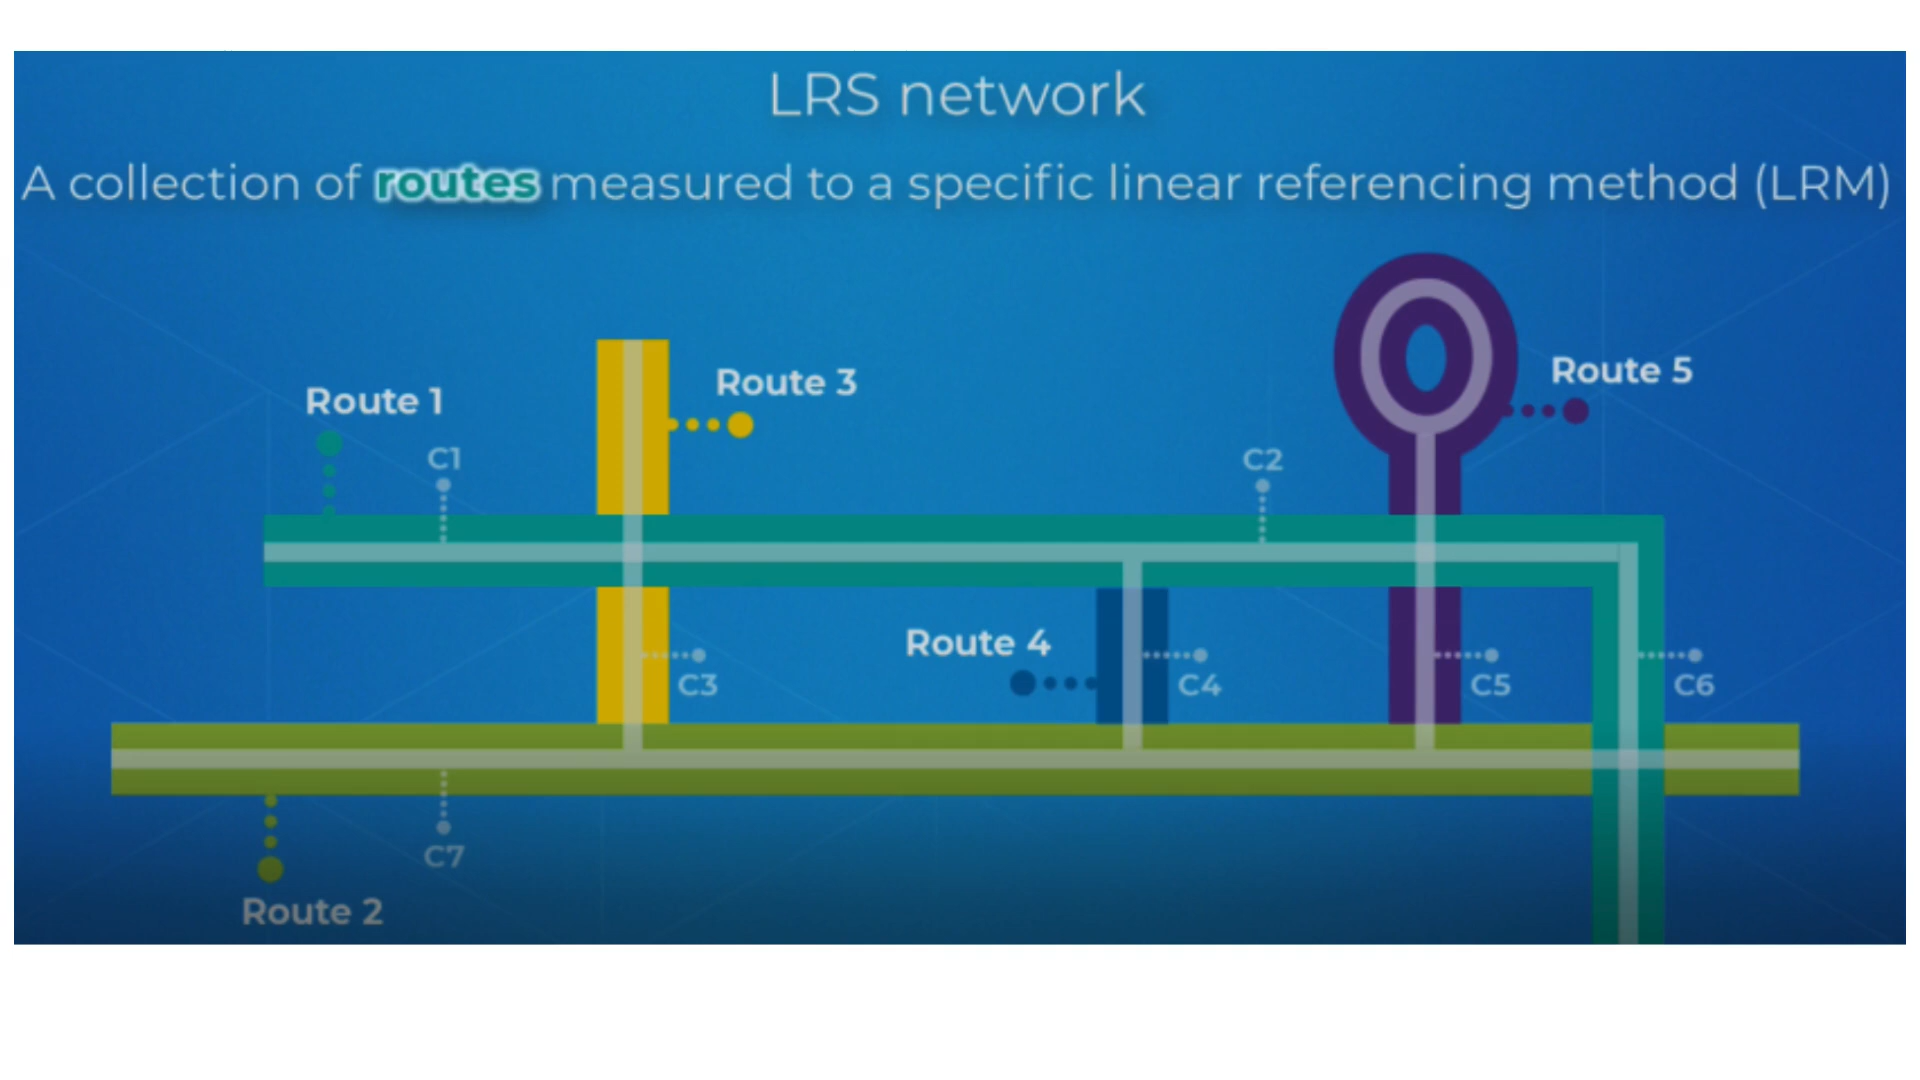 LRS network
A collection of routes measured to a specific linear referencing method (LRM)
Route 5
Route 3
Route 1
C1
C2
Route 4
C3
C4
C5
C6
C7
Route 2